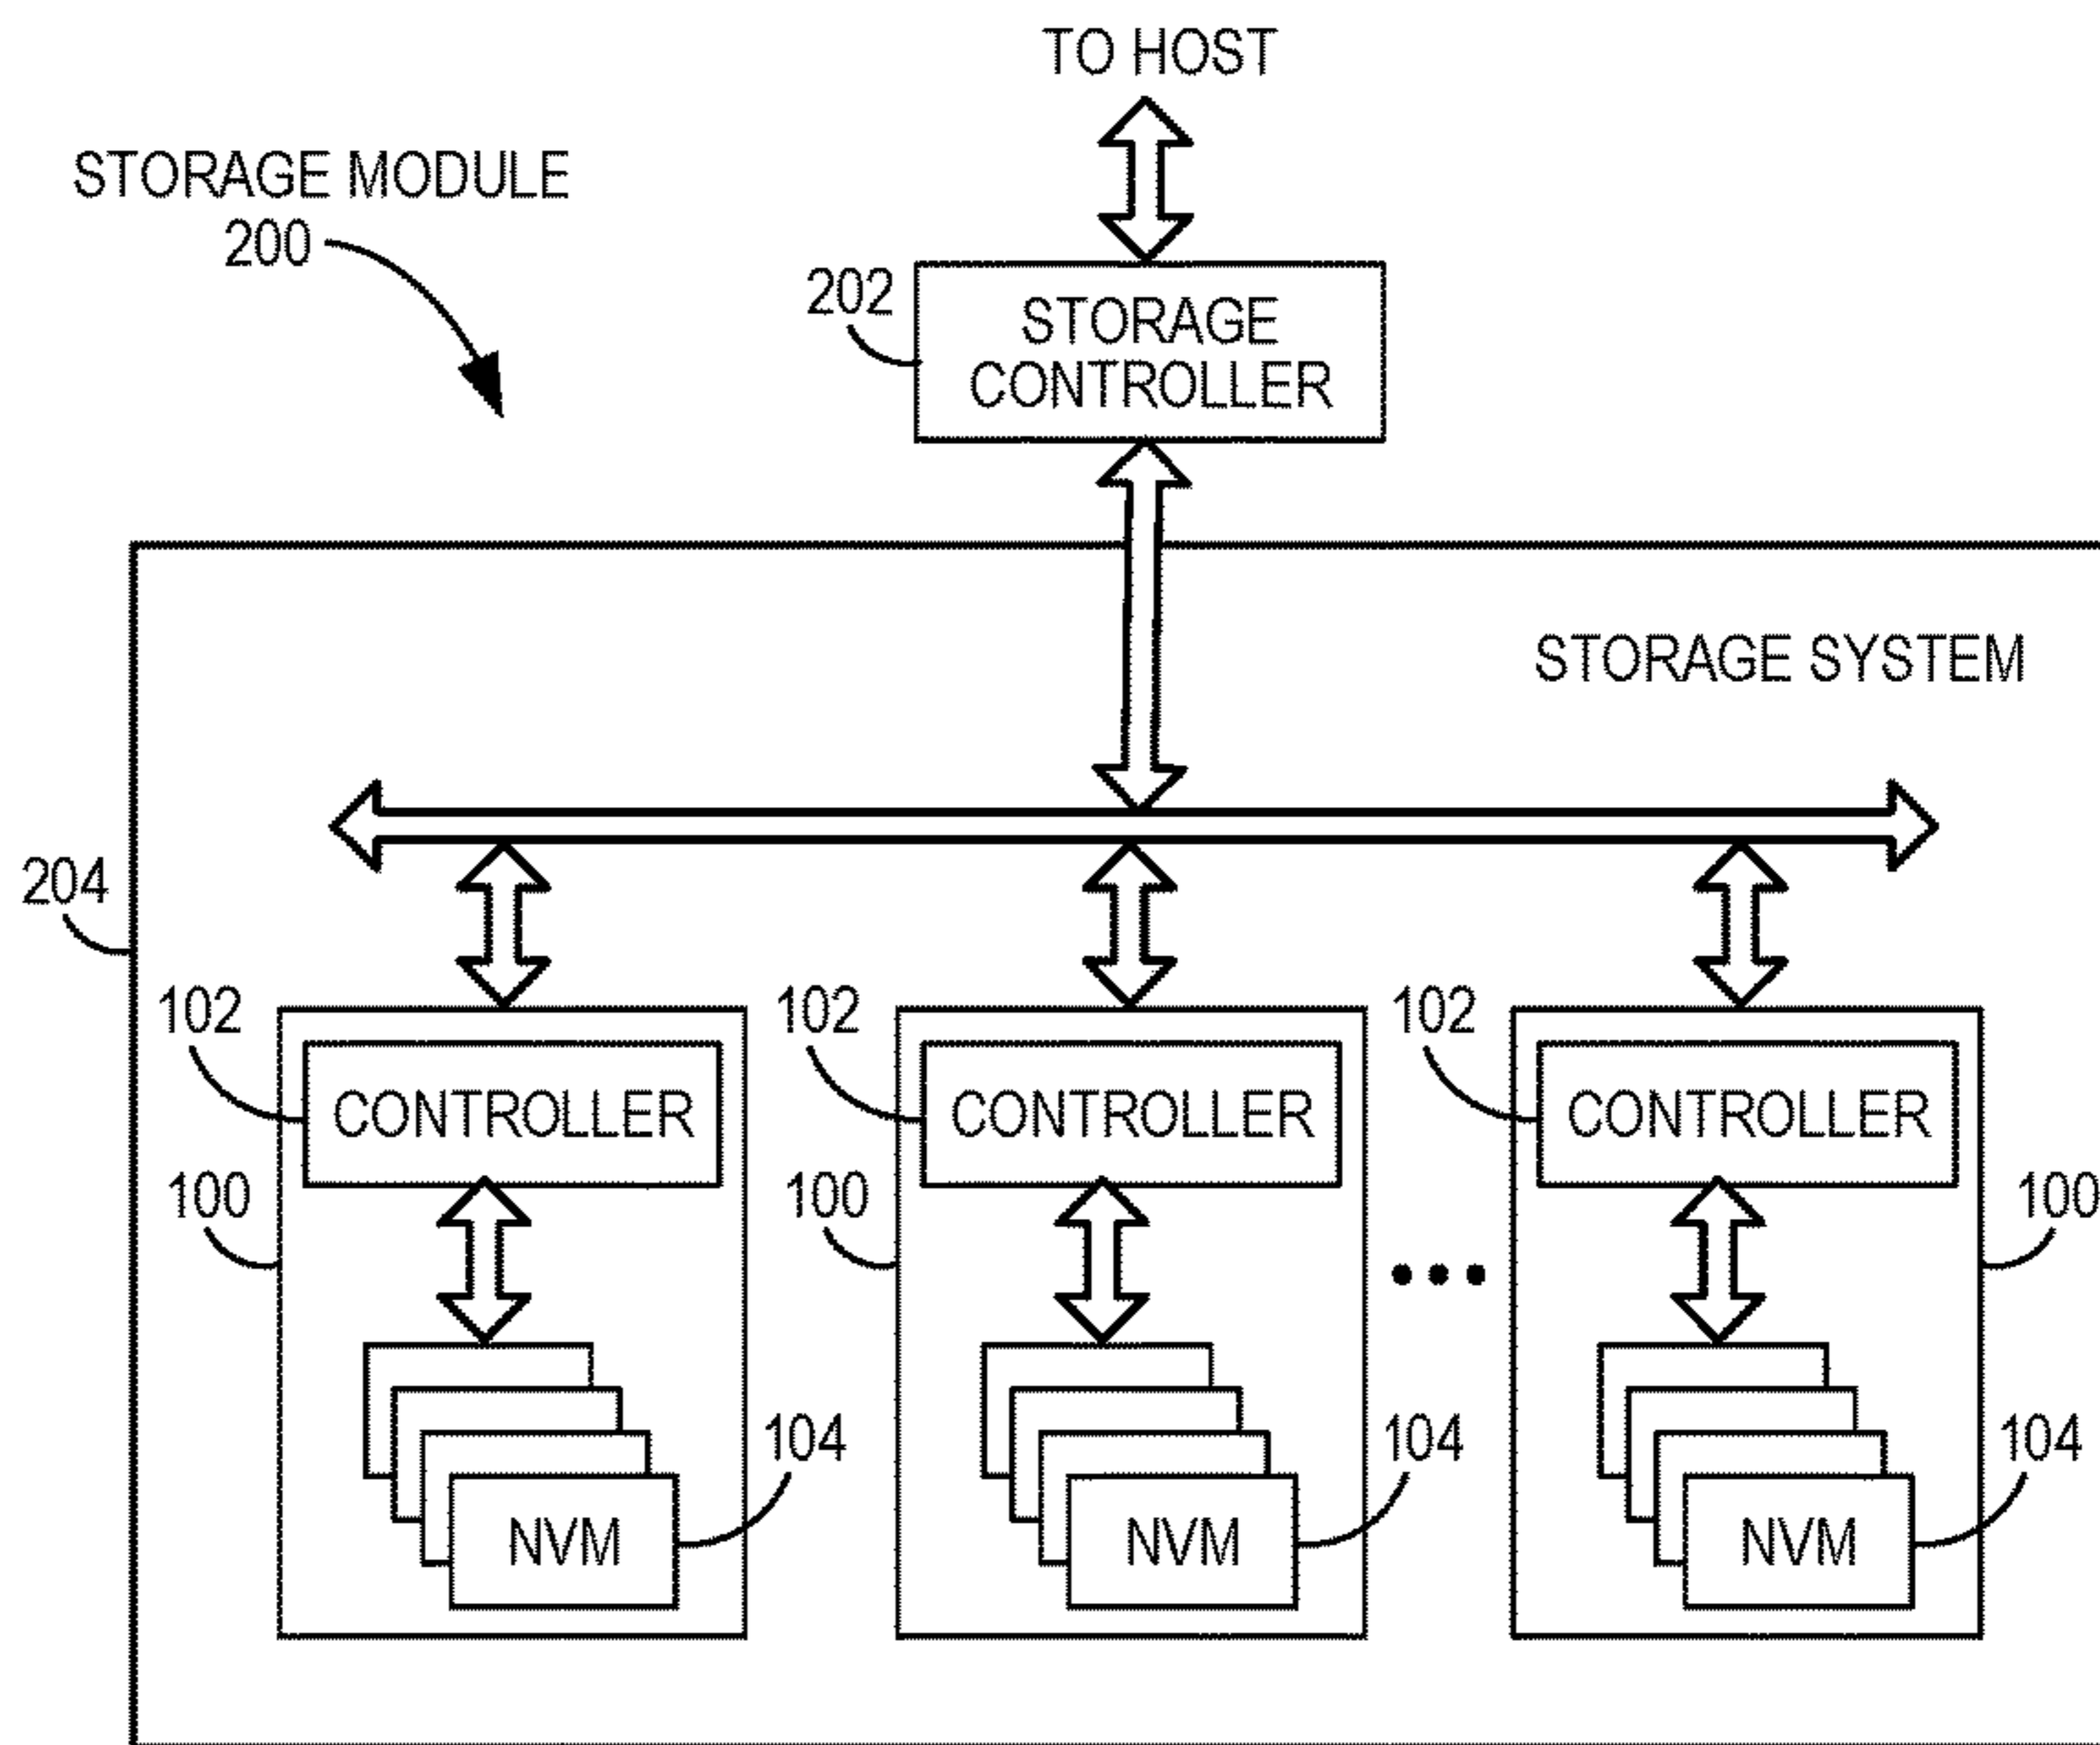 TO HOST
STORAGE MODULE
200
202
STORAGE
CONTROLLER
STORAGE SYSTEM
204
102
CONTROLLER
102
CONTROLLER
102
CONTROLLER
100
100
100
104
NVM
104
NVM
104
NVM